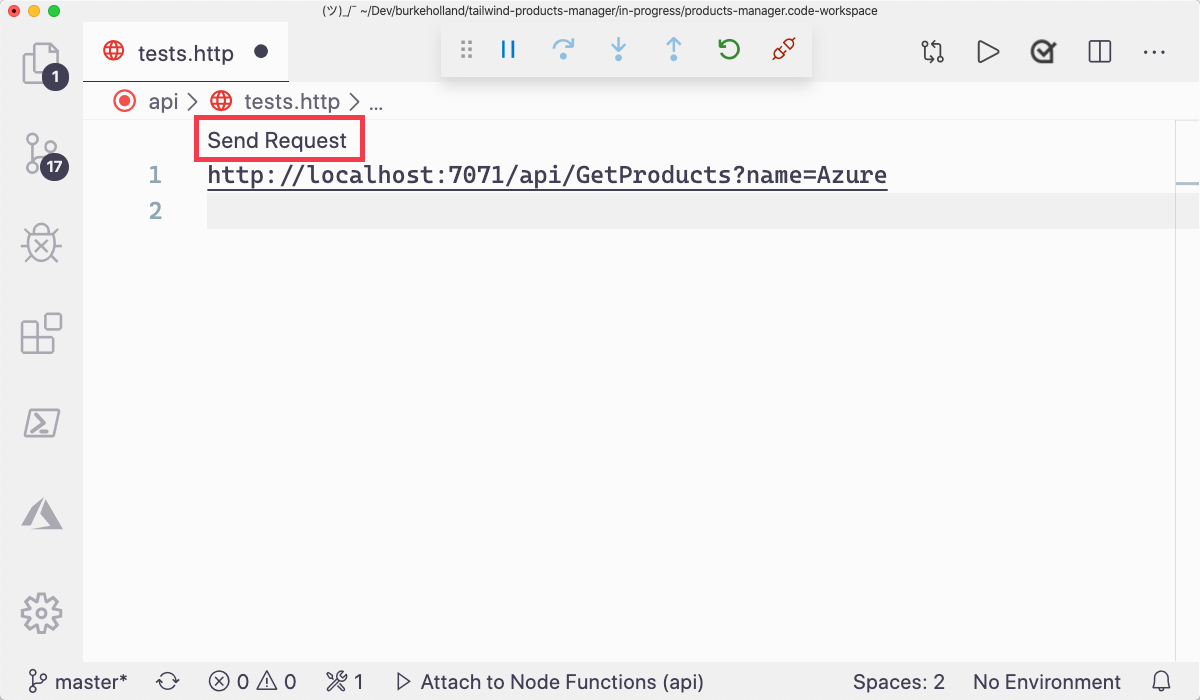 (ツ)_/¯ ~/Dev/burkeholland/tailwind-products-manager/in-progress/products-manager.code-workspace
1
tests.http
api > tests.http > ...
17
Send Request
1 http://localhost:7071/api/GetProducts?name=Azure
2
master* 0 0 1 Attach to Node Functions (api) Spaces: 2 No Environment